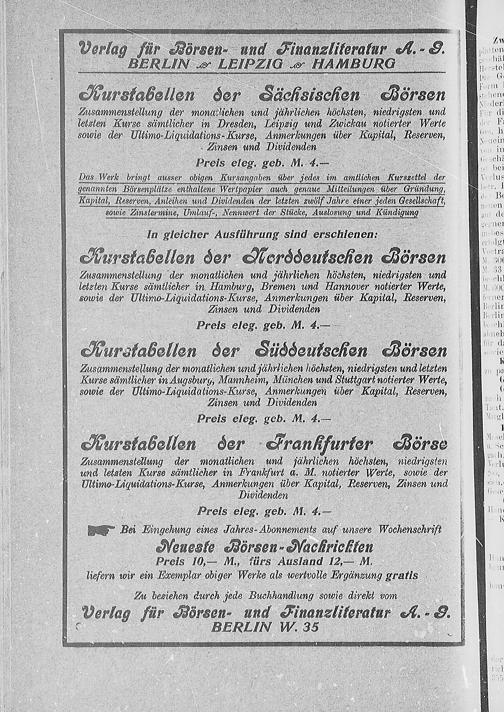 Verlag für Börsen- und Finanzliteratur A.-G.
BERLIN LEIPZIG HAMBURG
Kurstabellen der Sächsischen Börsen
Zusammenstellung der monatlichen und jährlichen höchsten, niedrigsten und
letzten Kurse sämtlicher in Dresden, Leipzig und Zwickau notierter Werte
sowie der Ultimo-Liquidations-Kurse, Anmerkungen über Kapital, Reserven,
Zinsen und Dividenden
Preis eleg. geb. M. 4.—
Das Werk bringt ausser obigen Kursangaben über jedes im amtlichen Kurszettel der
genannten Börsenplätze enthaltene Wertpapier auch genaue Mitteilungen über Gründung,
Kapital, Reserven, Anleihen und Dividenden der letzten zwölf Jahre einer jeden Gesellschaft,
sowie Zinstermine, Umlauf-, Nennwert der Stücke, Auslosung und Kündigung
In gleicher Ausführung sind erschienen:
Kurstabellen der Norddeutschen Börsen
Zusammenstellung der monatlichen und jährlichen höchsten, niedrigsten und
letzten Kurse sämtlicher in Hamburg, Bremen und Hannover notierter Werte,
sowie der Ultimo-Liquidations-Kurse, Anmerkungen über Kapital, Reserven,
Zinsen und Dividenden
Preis eleg. geb. M. 4.—
Kurstabellen der Süddeutschen Börsen
Zusammenstellung der monatlichen und jährlichen höchsten, niedrigsten und letzten
Kurse sämtlicher in Augsburg, Mannheim, München und Stuttgart notierter Werte,
sowie der Ultimo-Liquidations-Kurse, Anmerkungen über Kapital, Reserven,
Zinsen und Dividenden
Preis eleg. geb. M. 4.—
Kurstabellen der Frankfurter Börse
Zusammenstellung der monatlichen und jährlichen höchsten, niedrigsten
und letzten Kurse sämtlicher in Frankfurt a. M. notierter Werte, sowie der
Ultimo-Liquidations-Kurse, Anmerkungen über Kapital, Reserven, Zinsen und
Dividenden
Preis eleg. geb. M. 4.—
Bei Eingehung eines Jahres-Abonnements auf unsere Wochenschrift
Neueste Börsen-Nachrichten
Preis 10,— M., fürs Ausland 12,— M.
liefern wir ein Exemplar obiger Werke als wertvolle Ergänzung gratis
Zu beziehen durch jede Buchhandlung sowie direkt vom
Verlag für Börsen- und Finanzliteratur A.-G.
BERLIN W. 35